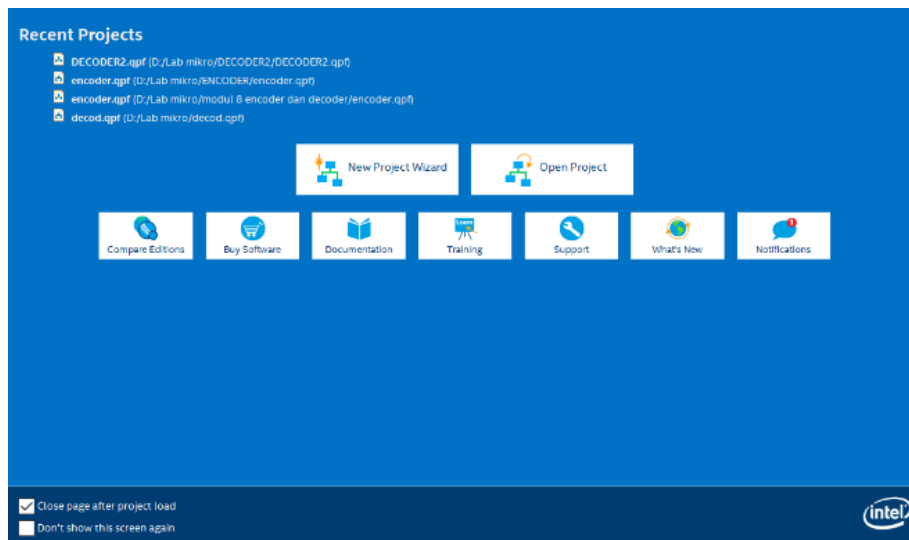 Recent Projects
DECODER2.qpf (D:/Lab mikro/DECODER2/DECODER2.qpf)
encoder.qpf (D:/Lab mikro/ENCODER/encoder.qpf)
encoder.qpf (D:/Lab mikro/modul 8 encoder dan decoder/encoder.qpf)
decod.qpf (D:/Lab mikro/decod.qpf)
New Project Wizard
Open Project
Compare Editions
Buy Software
Learn
Documentation
Training
Support
What's New
Notifications
Close page after project load
Don't show this screen again
intel